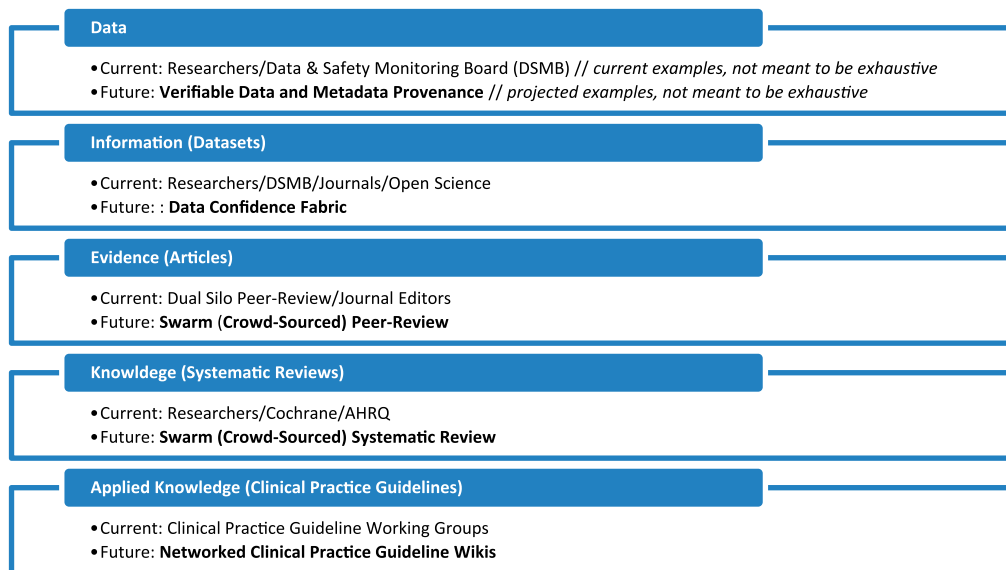 Data
•Current: Researchers/Data & Safety Monitoring Board (DSMB) // current examples, not meant to be exhaustive
•Future: Verifiable Data and Metadata Provenance // projected examples, not meant to be exhaustive
Information (Datasets)
•Current: Researchers/DSMB/Journals/Open Science
•Future: : Data Confidence Fabric
Evidence (Articles)
•Current: Dual Silo Peer-Review/Journal Editors
•Future: Swarm (Crowd-Sourced) Peer-Review
Knowldege (Systematic Reviews)
•Current: Researchers/Cochrane/AHRQ
•Future: Swarm (Crowd-Sourced) Systematic Review
Applied Knowledge (Clinical Practice Guidelines)
•Current: Clinical Practice Guideline Working Groups
•Future: Networked Clinical Practice Guideline Wikis